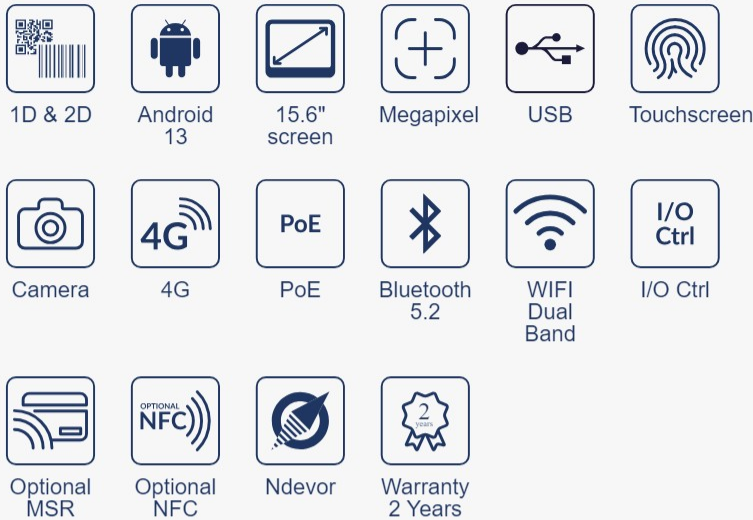 1D & 2D
Android
13
15.6"
screen
Megapixel
USB
Touchscreen
4G
PoE
I/O
Ctrl
Camera
4G
PoE
Bluetooth
5.2
WIFI
Dual
Band
I/O Ctrl
OPTIONAL
NFC
2
years
Optional
MSR
Optional
NFC
Ndevor
Warranty
2 Years